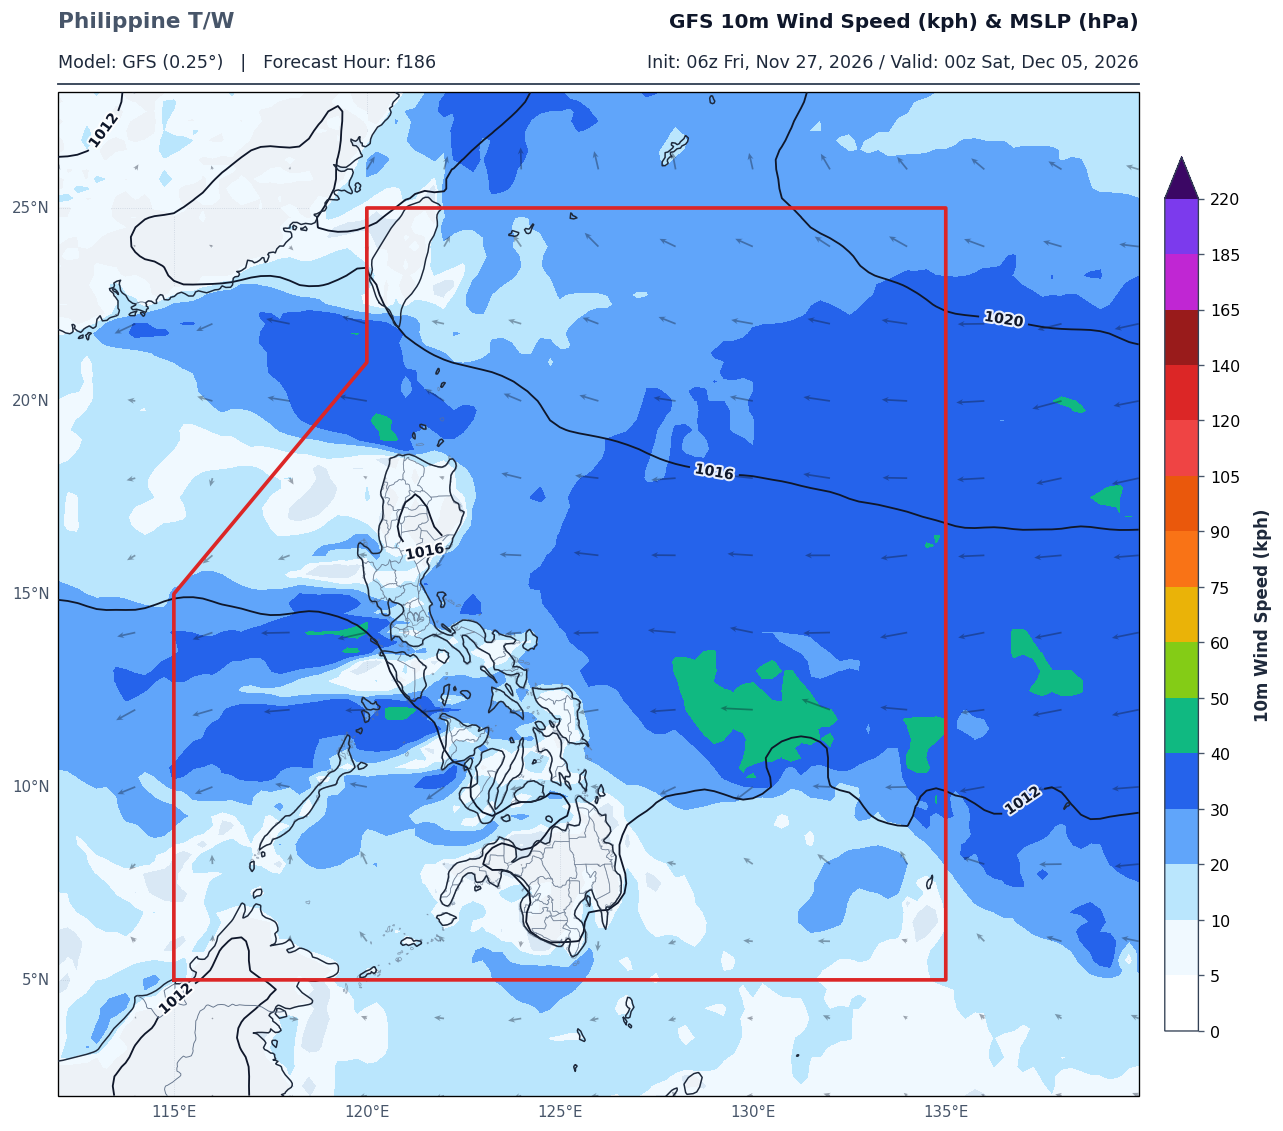 Philippine T/W
GFS 10m Wind Speed (kph) & MSLP (hPa)
Model: GFS (0.25°) | Forecast Hour: f186
Init: 06z Fri, Nov 27, 2026 / Valid: 00z Sat, Dec 05, 2026
1012
1020
1016
1016
1012
1012
25°N
20°N
15°N
10°N
5°N
115°E
120°E
125°E
130°E
135°E
220
185
165
140
120
105
90
75
60
50
40
30
20
10
5
0
10m Wind Speed (kph)